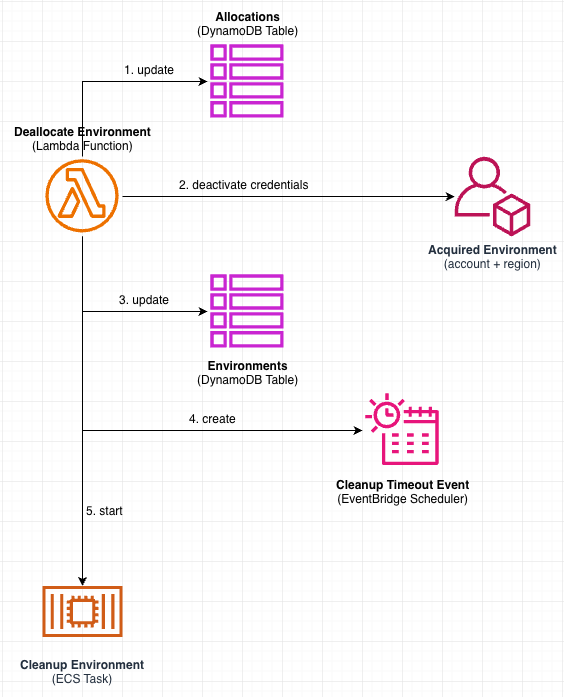 Allocations
(DynamoDB Table)
1. update
Deallocate Environment
(Lambda Function)
2. deactivate credentials
Acquired Environment
(account + region)
3. update
Environments
(DynamoDB Table)
4. create
Cleanup Timeout Event
(EventBridge Scheduler)
5. start
Cleanup Environment
(ECS Task)